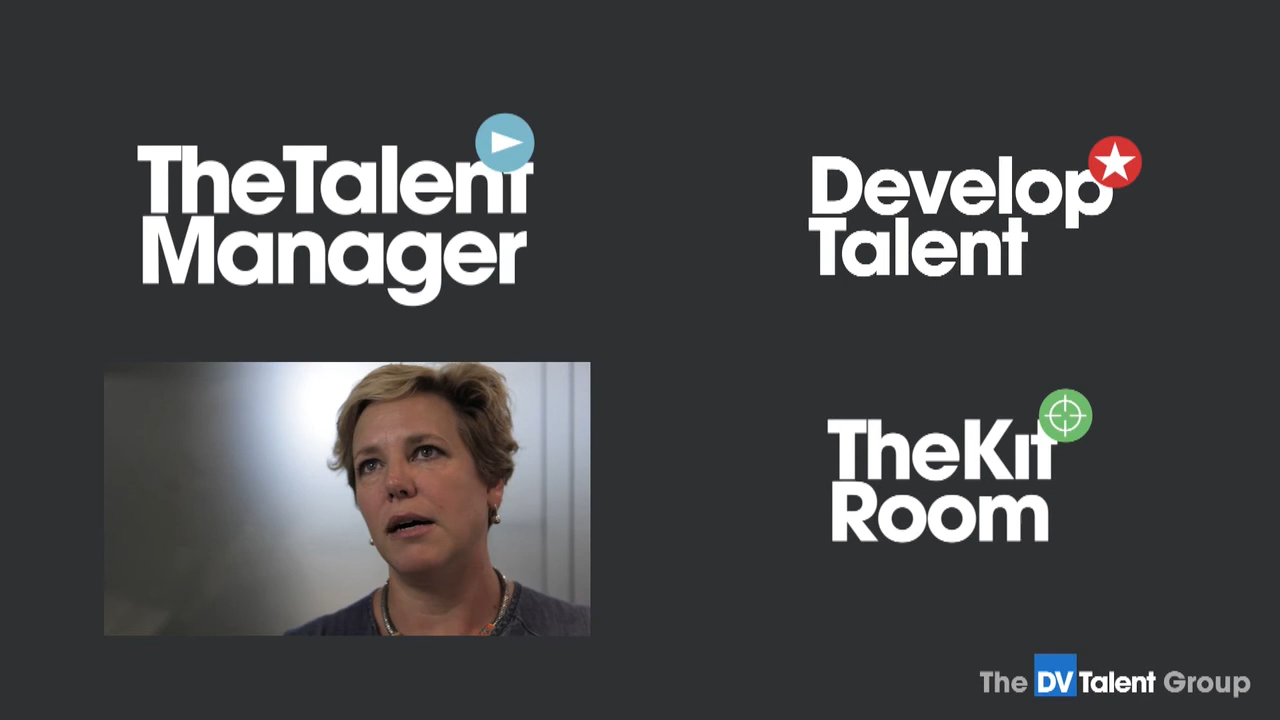 TheTalent
Manager
Develop
Talent
TheKit
Room
The DV Talent Group